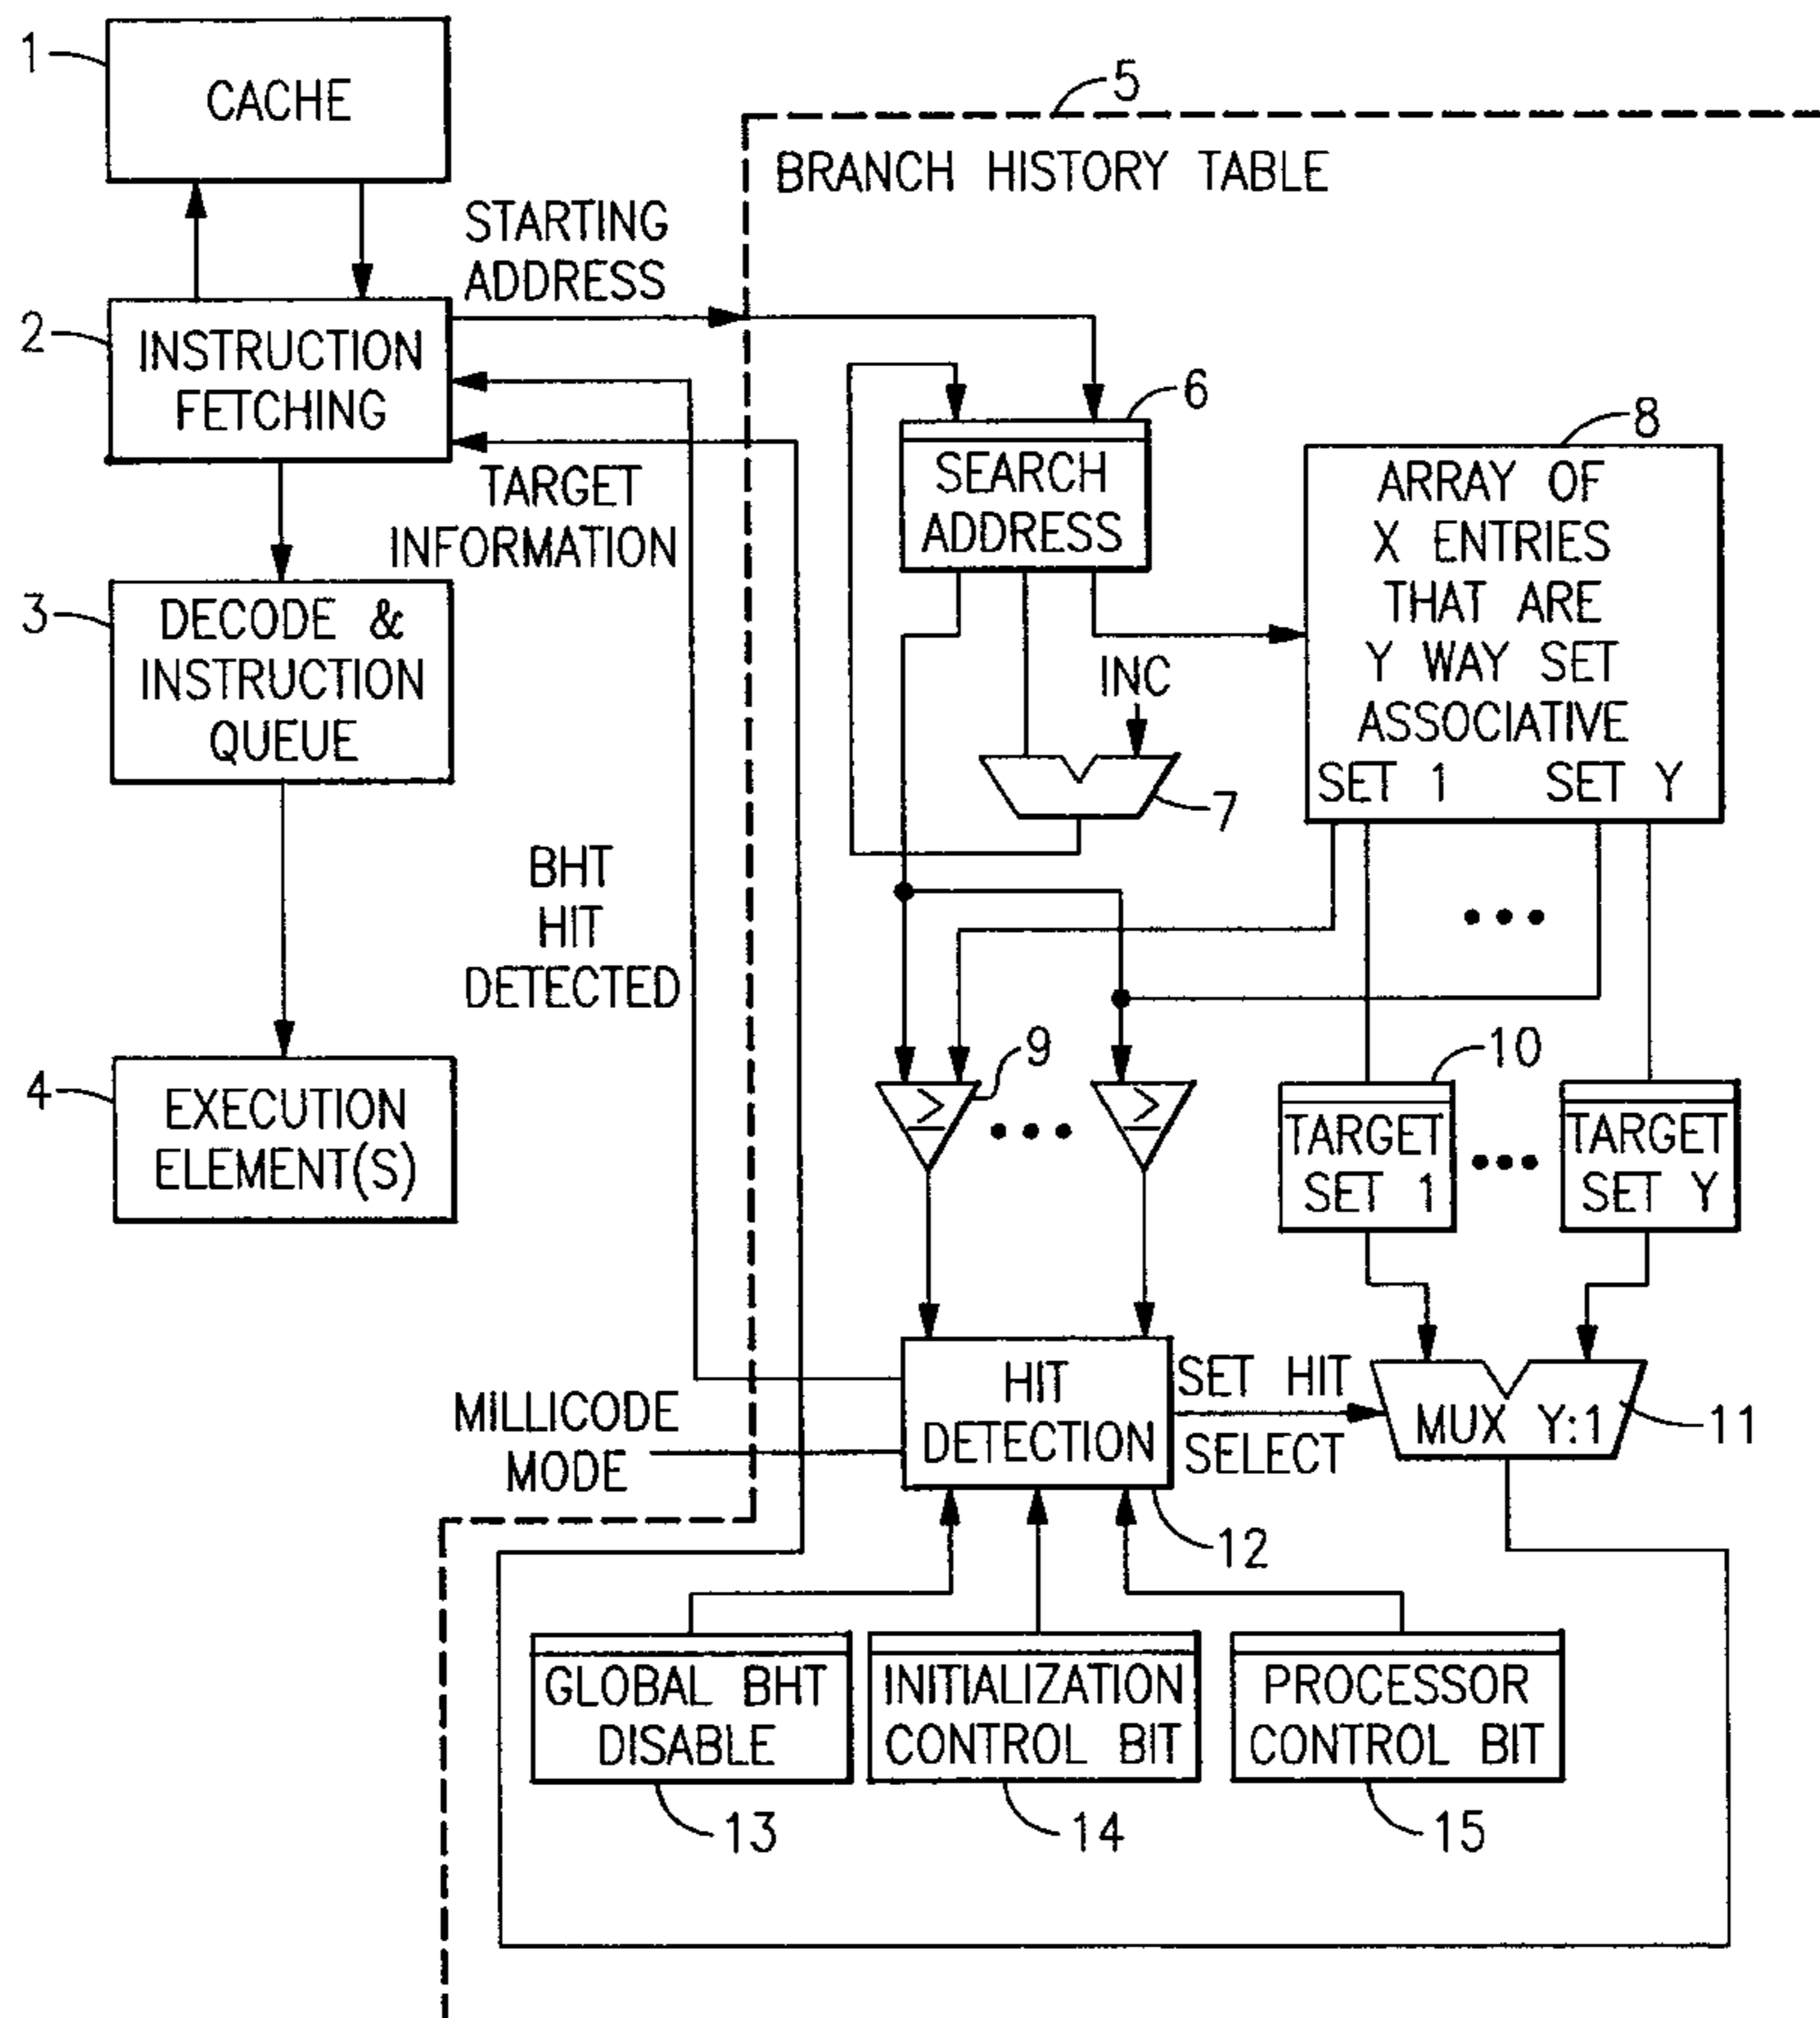 1
CACHE
5
BRANCH HISTORY TABLE
STARTING
ADDRESS
2
INSTRUCTION
FETCHING
6
SEARCH
ADDRESS
8
ARRAY OF
X ENTRIES
THAT ARE
Y WAY SET
ASSOCIATIVE
SET 1 SET Y
TARGET
INFORMATION
3
DECODE &
INSTRUCTION
QUEUE
INC
7
BHT
HIT
DETECTED
4
EXECUTION
ELEMENT(S)
9
≥
≥
10
TARGET
SET 1
TARGET
SET Y
MILLICODE
MODE
HIT
DETECTION
SET HIT
SELECT
MUX Y:1
11
12
GLOBAL BHT
DISABLE
INITIALIZATION
CONTROL BIT
PROCESSOR
CONTROL BIT
13
14
15